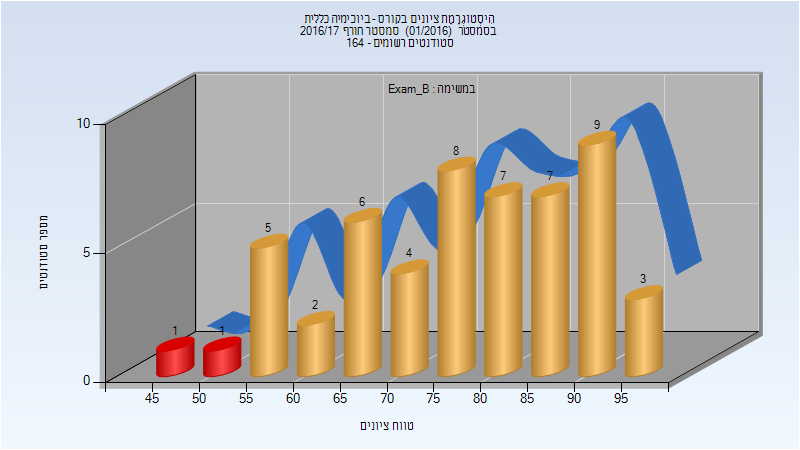 היסטוגרמת ציונים בקורס - ביוכימיה כללית
בסמסטר (01/2016) סמסטר חורף 2016/17
סטודנטים רשומים - 164
במשימה : Exam_B
מספר סטודנטים
10
5
0
1
1
5
2
6
4
8
7
7
9
3
45 50 55 60 65 70 75 80 85 90 95
טווח ציונים